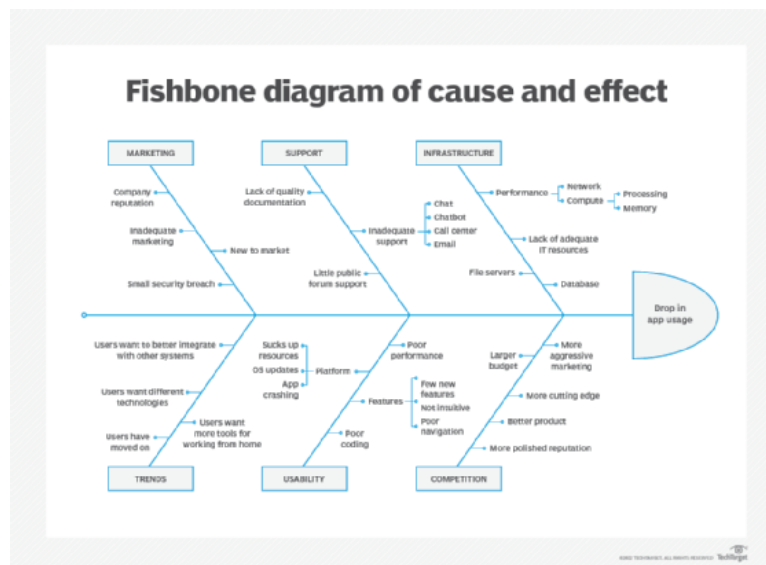 Fishbone diagram of cause and effect
MARKETING
SUPPORT
INFRASTRUCTURE
Company
reputation
Inadequate
marketing
New to market
Small security breach
Lack of quality
documentation
Inadequate
support
Chat
Chatbot
Call center
Email
Little public
forum support
Performance
Network
Compute
Processing
Memory
Lack of adequate
IT resources
File servers
Database
Drop in
app usage
Users want to better integrate
with other systems
Users want different
technologies
Users want
more tools for
working from home
Users have
moved on
Poor
performance
Sucks up
resources
OS updates
App
crashing
Platform
Features
Few new
features
Not intuitive
Poor
navigation
Poor
coding
More
aggressive
marketing
Larger
budget
More cutting edge
Better product
More polished reputation
TRENDS
USABILITY
COMPETITION
TECHTARGET, ALL RIGHTS RESERVED
TechTarget